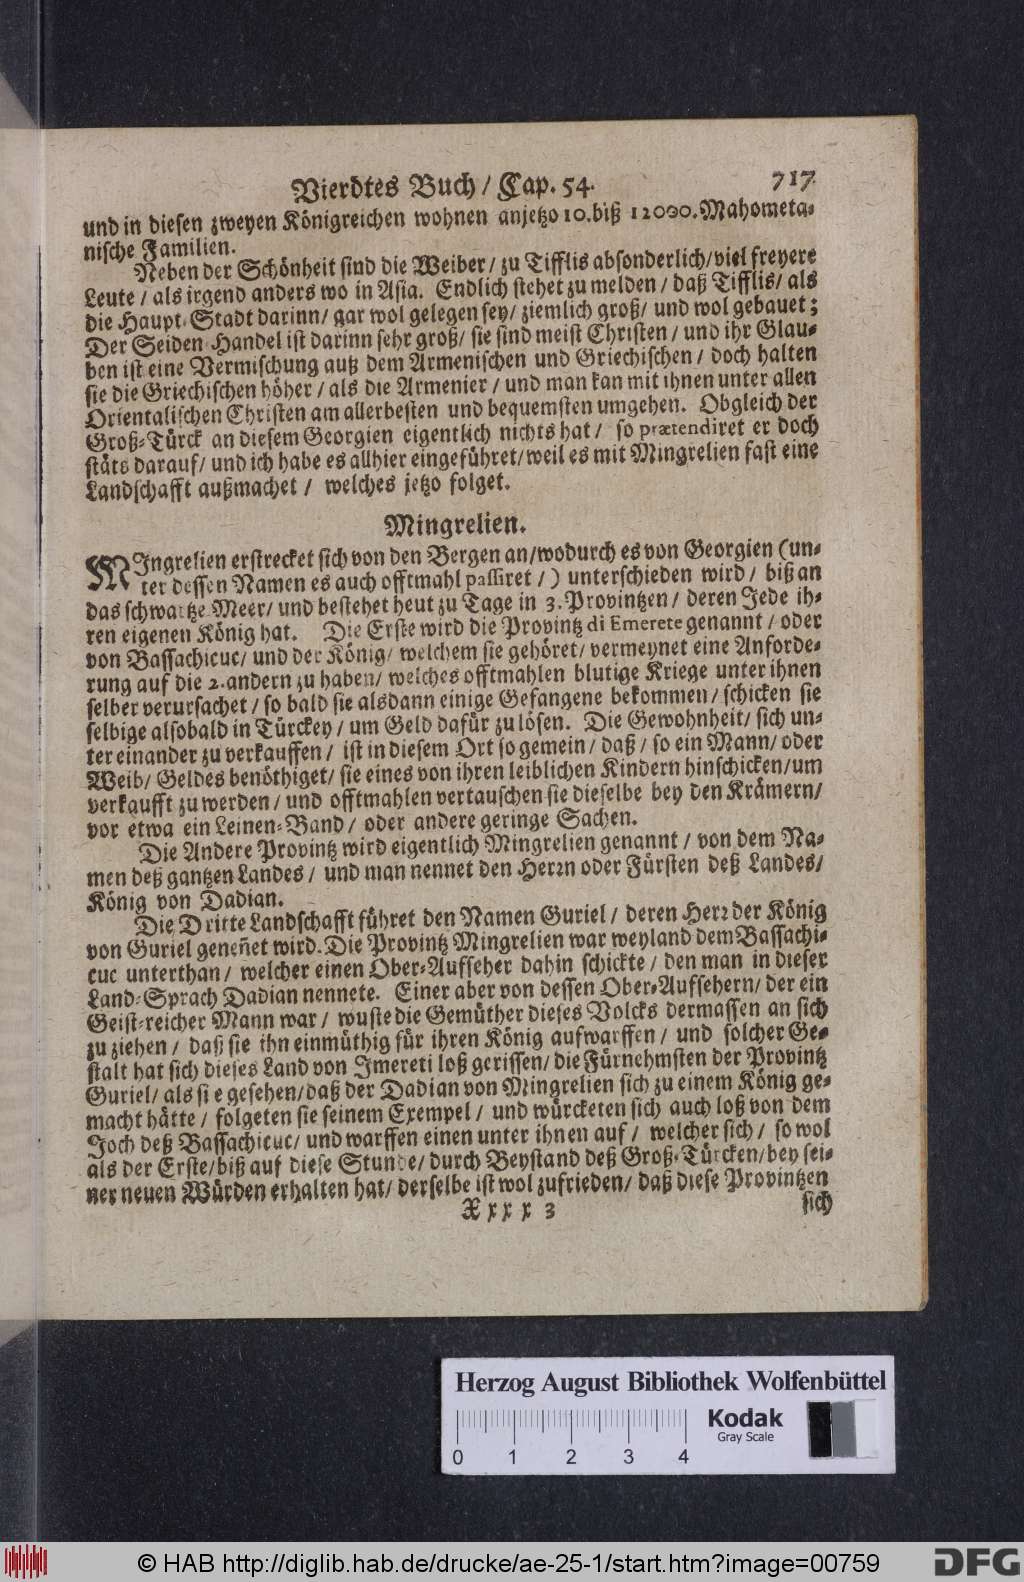 Vierdtes Buch / Cap. 54. 717.
und in diesen zweyen Königreichen wohnen anjetzo 10. biß 12000. Mahometa-
nische Familien.
Neben der Schönheit sind die Weiber / zu Tifflis absonderlich / viel freyere
Leute / als irgend anders wo in Asia. Endlich stehet zu melden / daß Tifflis / als
die Haupt-Stadt darinn / gar wol gelegen sey / ziemlich groß / und wol gebauet;
Der Seiden-Handel ist darinn sehr groß / sie sind meist Christen / und ihr Glau-
ben ist eine Vermischung autz dem Armenischen und Griechischen / doch halten
sie die Griechischen höher / als die Armenier / und man kan mit ihnen unter allen
Orientalischen Christen am allerbesten und bequemsten umgehen. Obgleich der
Groß-Türck an diesem Georgien eigentlich nichts hat / so prætendiret er doch
stäts darauf / und ich habe es allhier eingeführet / weil es mit Mingrelien fast eine
Landschafft außmachet / welches jetzo folget.
Mingrelien.
MIngrelien erstrecket sich von den Bergen an / wodurch es von Georgien (un-
ter dessen Namen es auch offtmahl passiret /) unterschieden wird / biß an
das schwartze Meer / und bestehet heut zu Tage in 3. Provintzen / deren Jede ih-
ren eigenen König hat. Die Erste wird die Provintz di Emerete genannt / oder
von Bassachicuc / und der König / welchem sie gehöret / vermeynet eine Anforde-
rung auf die 2. andern zu haben / welches offtmahlen blutige Kriege unter ihnen
selber verursachet / so bald sie alsdann einige Gefangene bekommen / schicken sie
selbige alsobald in Türckey / um Geld dafür zu lösen. Die Gewohnheit / sich un-
ter einander zu verkauffen / ist in diesem Ort so gemein / daß / so ein Mann / oder
Weib / Geldes benöthiget / sie eines von ihren leiblichen Kindern hinschicken / um
verkaufft zu werden / und offtmahlen vertauschen sie dieselbe bey den Krämern /
vor etwa ein Leinen-Band / oder andere geringe Sachen.
Die Andere Provintz wird eigentlich Mingrelien genannt / von dem Na-
men deß gantzen Landes / und man nennet den Herrn oder Fürsten deß Landes /
König von Dadian.
Die Dritte Landschafft führet den Namen Guriel / deren Herr der König
von Guriel geneñet wird. Die Provintz Mingrelien war weyland dem Bassachi-
cuc unterthan / welcher einen Ober-Aufseher dahin schickte / den man in dieser
Land-Sprach Dadian nennete. Einer aber von dessen Ober-Aufsehern / der ein
Geist-reicher Mann war / wuste die Gemüther dieses Volcks dermassen an sich
zu ziehen / daß sie ihn einmüthig für ihren König aufwarffen / und solcher Ge-
stalt hat sich dieses Land von Imereti loß gerissen / die Fürnehmsten der Provintz
Guriel / als sie gesehen / daß der Dadian von Mingrelien sich zu einem König ge-
macht hätte / folgeten sie seinem Exempel / und würcketen sich auch loß von dem
Joch deß Bassachicuc / und warffen einen unter ihnen auf / welcher sich / so wol
als der Erste / biß auf diese Stunde / durch Beystand deß Groß-Türcken / bey sei-
ner neuen Würden erhalten hat / derselbe ist wol zufrieden / daß diese Provintzen
Xxxx 3 sich
Herzog August Bibliothek Wolfenbüttel
Kodak
Gray Scale
0 1 2 3 4
© HAB http://diglib.hab.de/drucke/ae-25-1/start.htm?image=00759
DFG